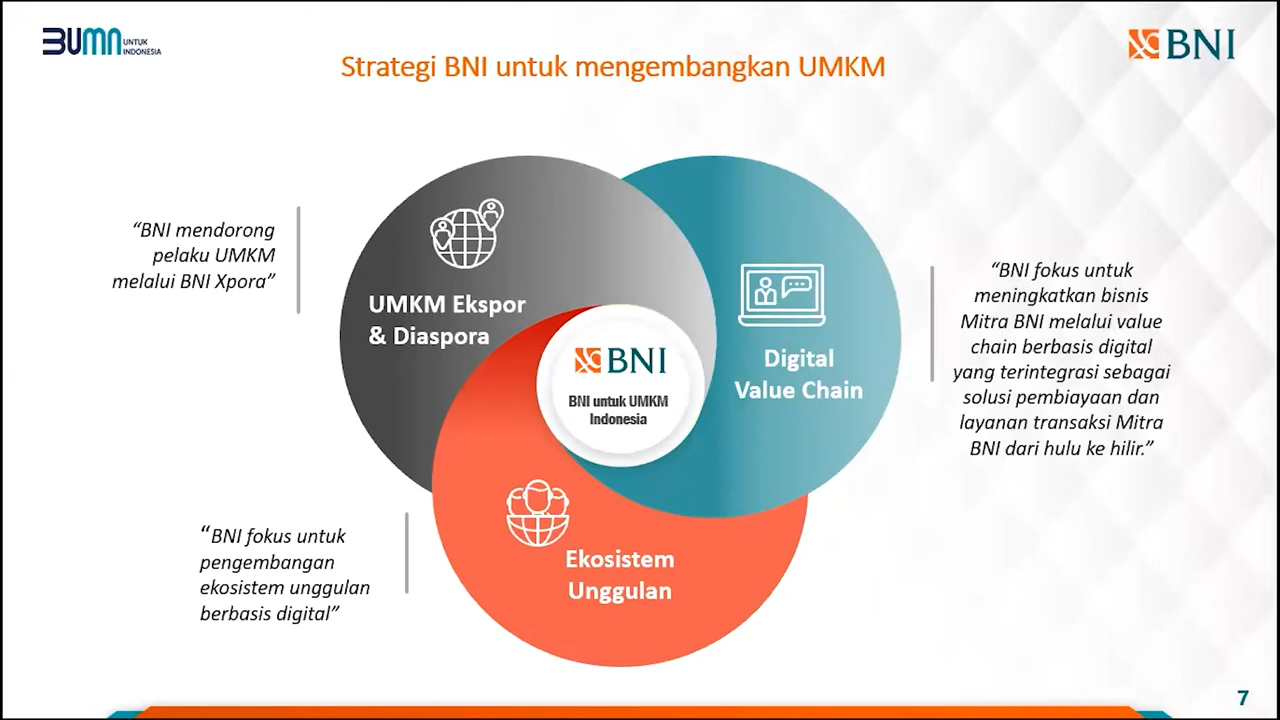 BUMN UNTUK
INDONESIA
BNI
Strategi BNI untuk mengembangkan UMKM
“BNI mendorong
pelaku UMKM
melalui BNI Xpora”
UMKM Ekspor
& Diaspora
Digital
Value Chain
“BNI fokus untuk
meningkatkan bisnis
Mitra BNI melalui value
chain berbasis digital
yang terintegrasi sebagai
solusi pembiayaan dan
layanan transaksi Mitra
BNI dari hulu ke hilir.”
BNI
BNI untuk UMKM
Indonesia
“BNI fokus untuk
pengembangan
ekosistem unggulan
berbasis digital”
Ekosistem
Unggulan
7